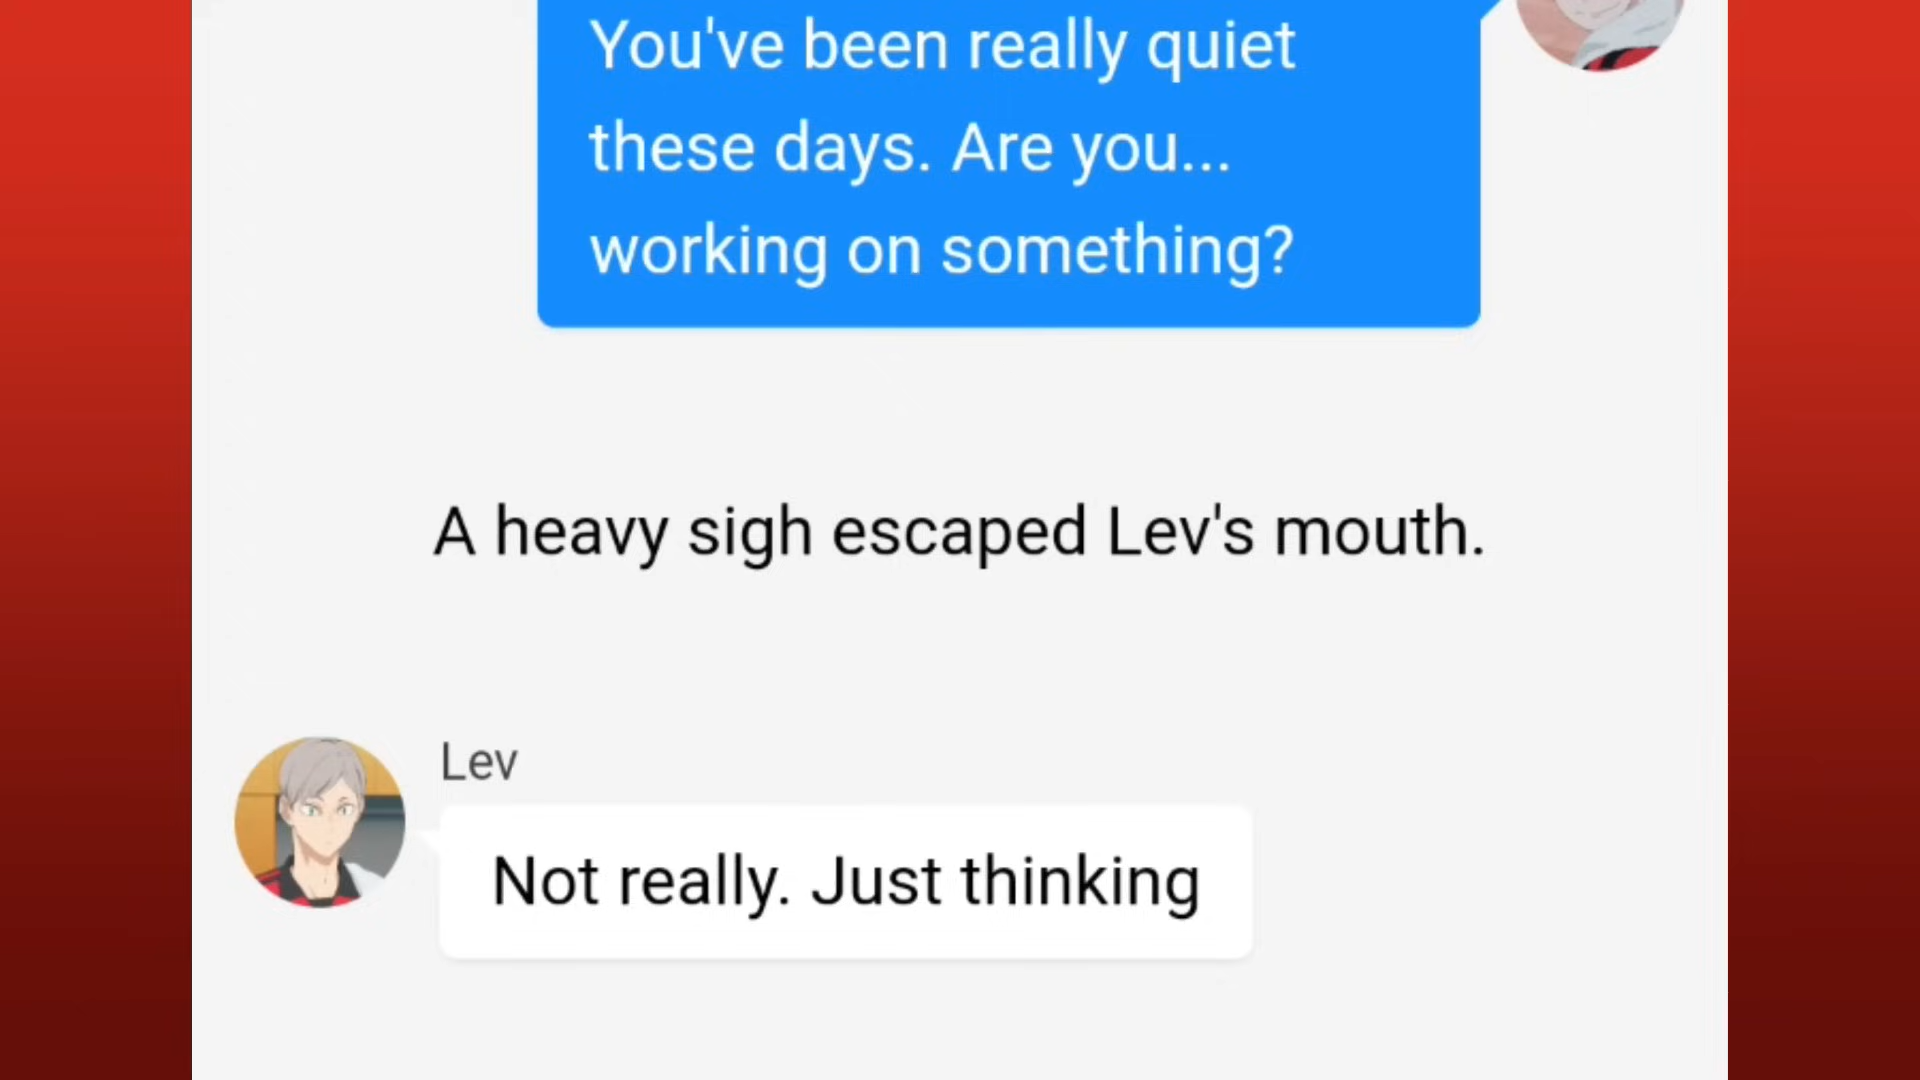 You've been really quiet
these days. Are you...
working on something?
A heavy sigh escaped Lev's mouth.
Lev
Not really. Just thinking